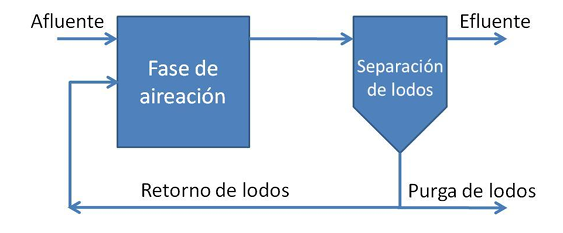 Afluente
Efluente
Fase de
aireación
Separación
de lodos
Retorno de lodos
Purga de lodos